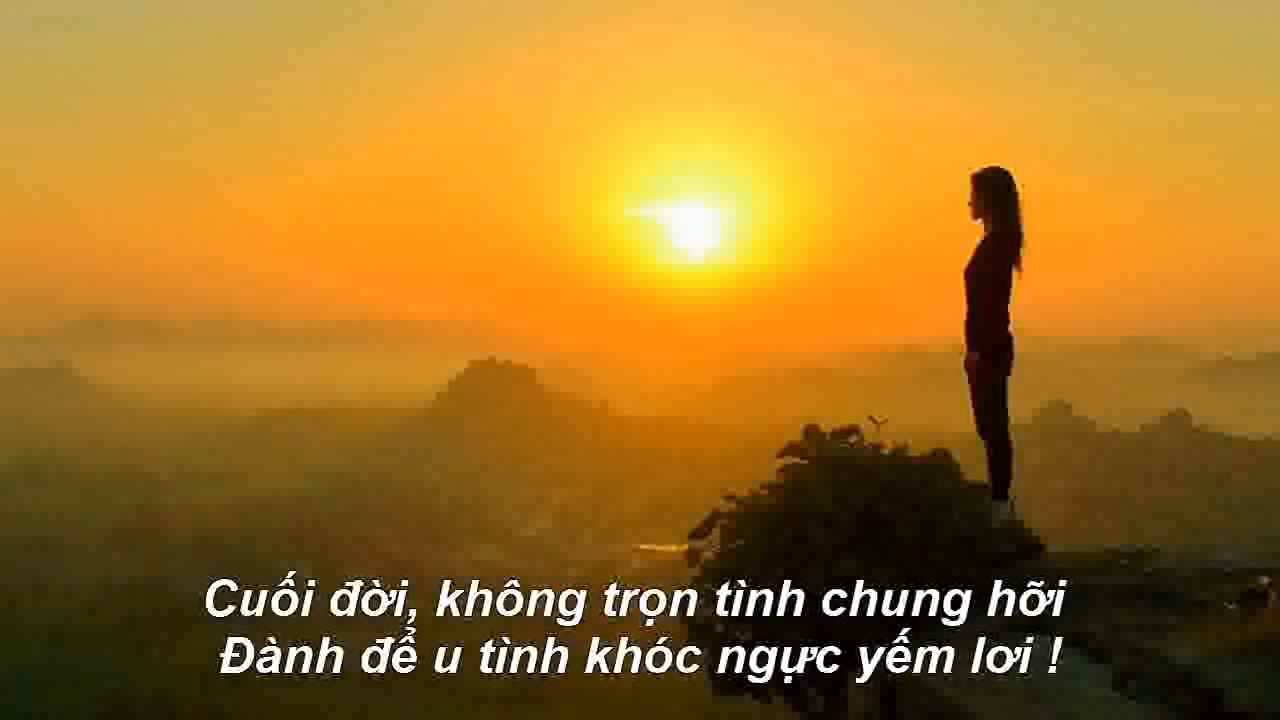 Cuối đời, không trọn tình chung hỡi
Đành để u tình khóc ngực yếm lơi !